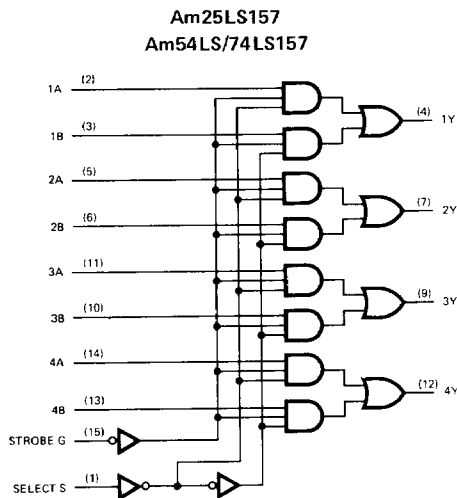 Am25LS157
Am54LS/74LS157
1A (2)
1B (3)
2A (5)
2B (6)
3A (11)
3B (10)
4A (14)
4B (13)
STROBE G (15)
SELECT S (1)
(4) 1Y
(7) 2Y
(9) 3Y
(12) 4Y